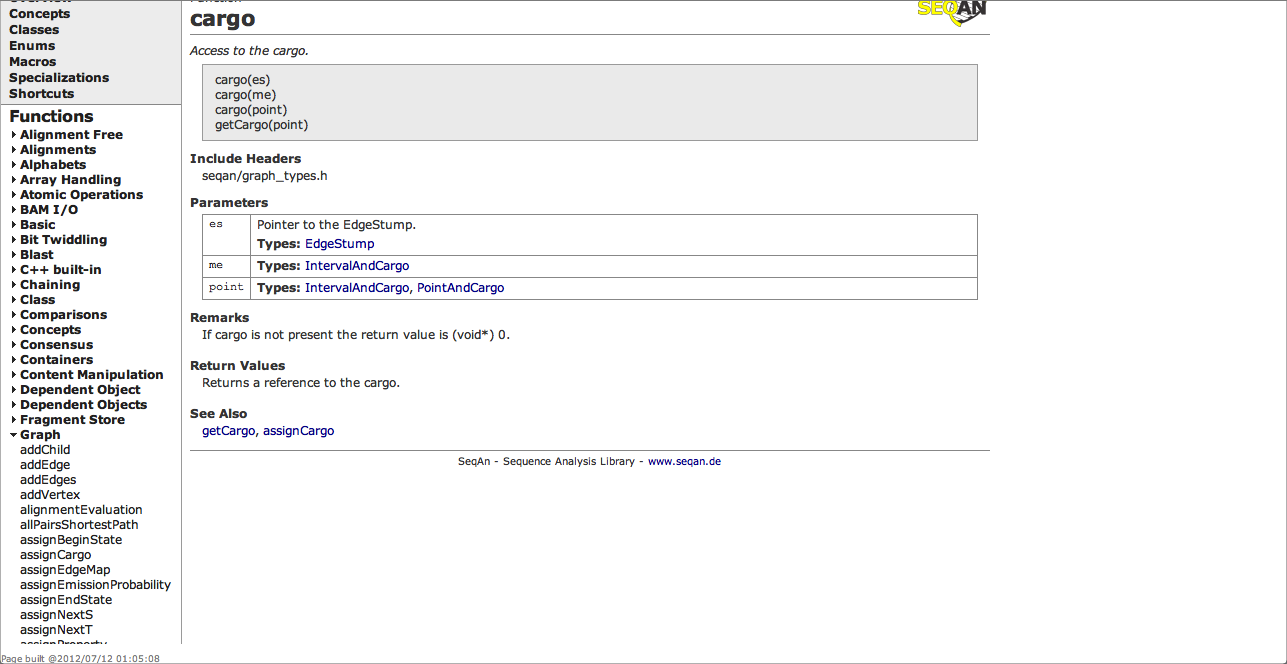 Concepts
Classes
Enums
Macros
Specializations
Shortcuts
Functions
Alignment Free
Alignments
Alphabets
Array Handling
Atomic Operations
BAM I/O
Basic
Bit Twiddling
Blast
C++ built-in
Chaining
Class
Comparisons
Concepts
Consensus
Containers
Content Manipulation
Dependent Object
Dependent Objects
Fragment Store
Graph
addChild
addEdge
addEdges
addVertex
alignmentEvaluation
allPairsShortestPath
assignBeginState
assignCargo
assignEdgeMap
assignEmissionProbability
assignEndState
assignNextS
assignNextT
assignProperty
Page built @2012/07/12 01:05:08
cargo
SEQAN
Access to the cargo.
cargo(es)
cargo(me)
cargo(point)
getCargo(point)
Include Headers
seqan/graph_types.h
Parameters
es Pointer to the EdgeStump.
Types: EdgeStump
me Types: IntervalAndCargo
point Types: IntervalAndCargo, PointAndCargo
Remarks
If cargo is not present the return value is (void*) 0.
Return Values
Returns a reference to the cargo.
See Also
getCargo, assignCargo
SeqAn - Sequence Analysis Library - www.seqan.de